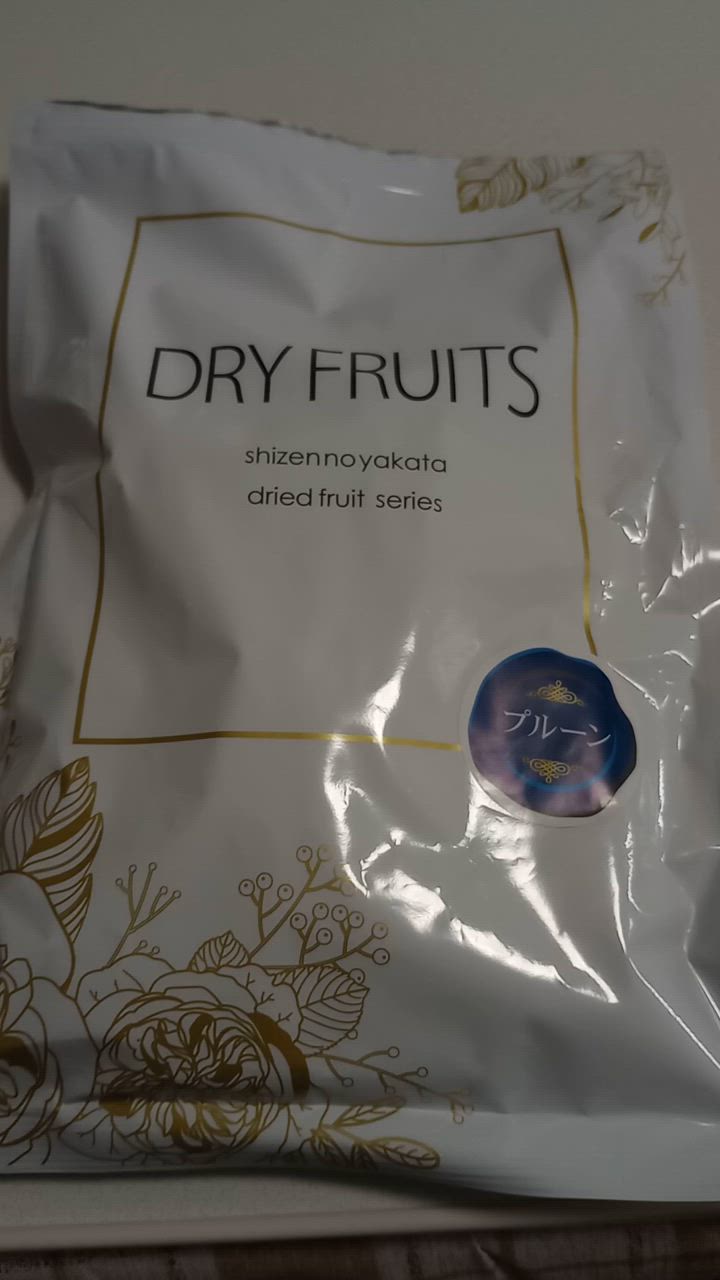 DRY FRUITS
shizennoyakata
dried fruit series
プルーン